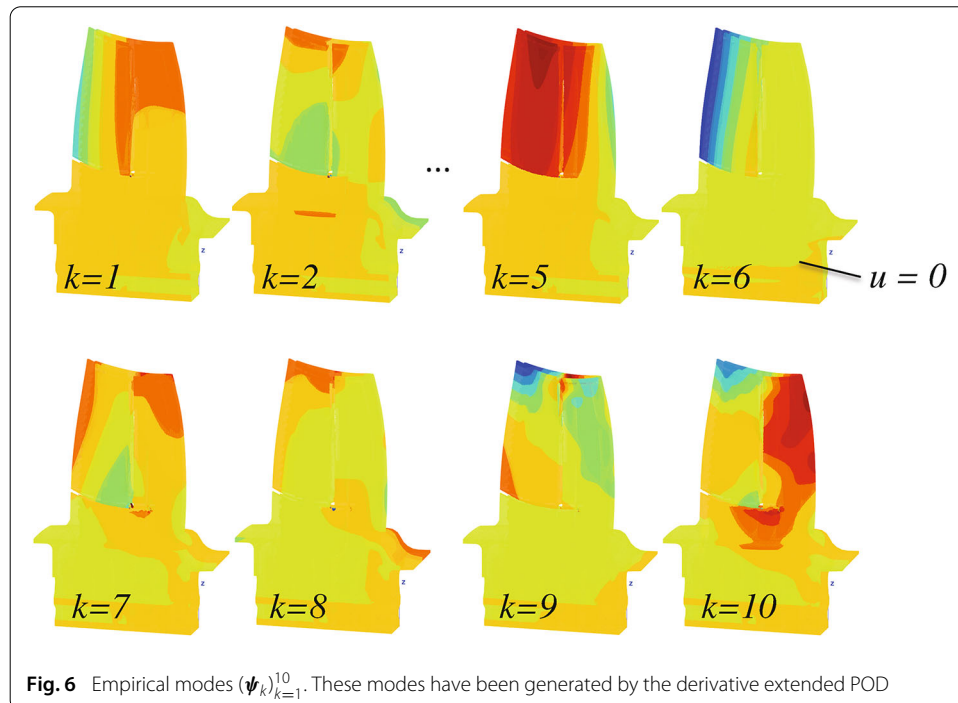 ...
z
z
z
k=1
k=2
k=5
k=6
u = 0
z
z
z
k=7
k=8
k=9
k=10
Fig. 6 Empirical modes (ψₖ)¹⁰ₖ₌₁. These modes have been generated by the derivative extended POD